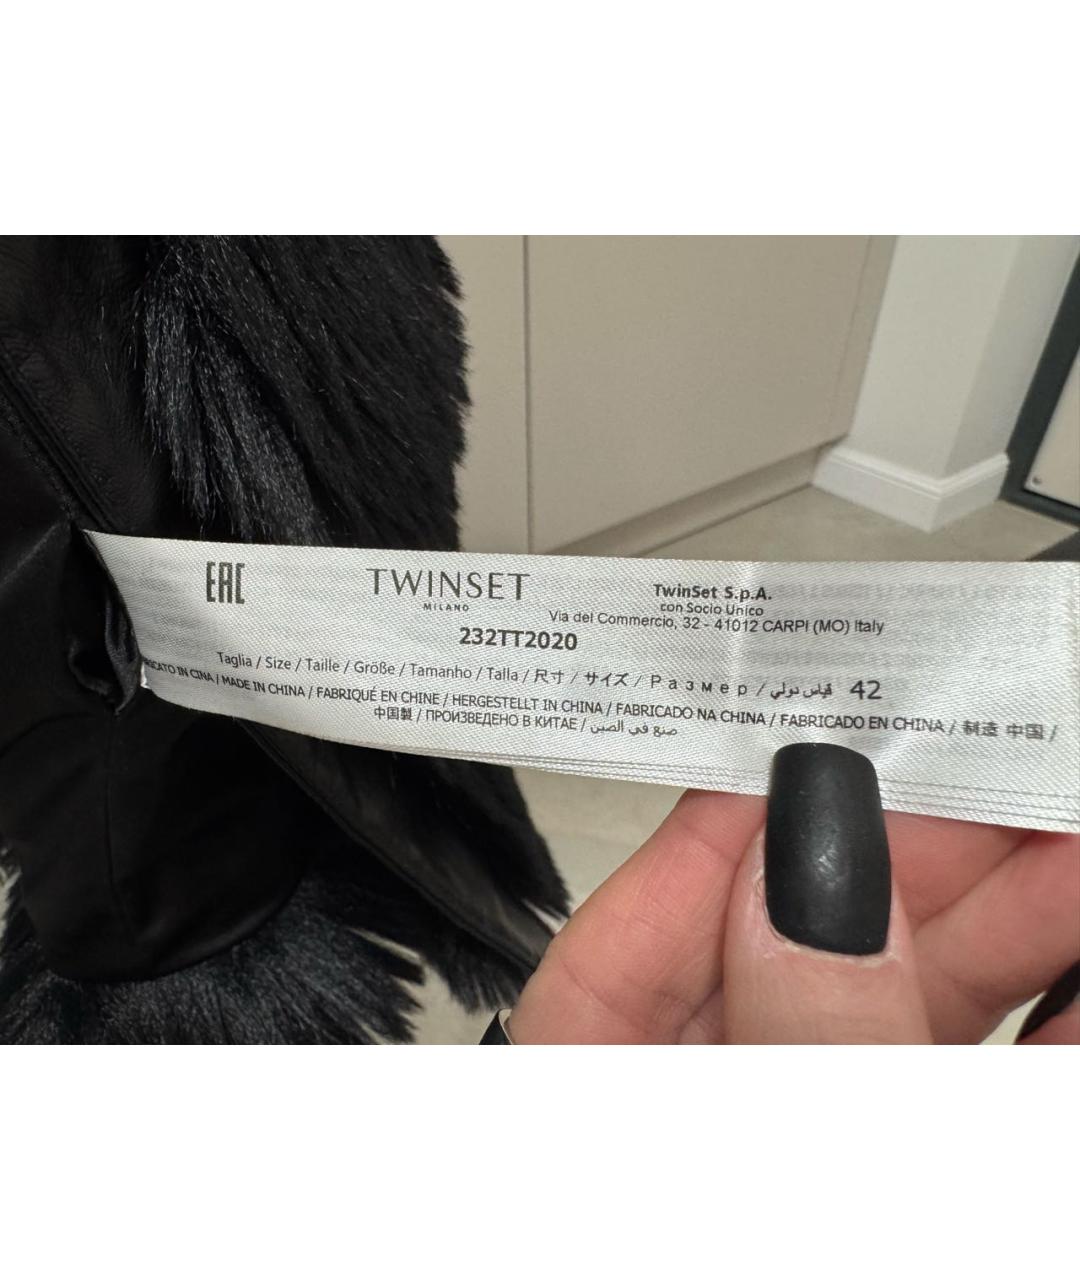 EAC
TWINSET
MILANO
TwinSet S.p.A.
con Socio Unico
Via del Commercio, 32 - 41012 CARPI (MO) Italy
232TT2020
Taglia / Size / Taille / Größe / Tamanho / Talla / 尺寸 / サイズ / Размер / قياس دولي 42
/ MADE IN CHINA / FABRIQUÉ EN CHINE / HERGESTELLT IN CHINA / FABRICADO NA CHINA / FABRICADO EN CHINA / 制造 中国 /
中国製 / ПРОИЗВЕДЕНО В КИТАЕ / صنع في الصين